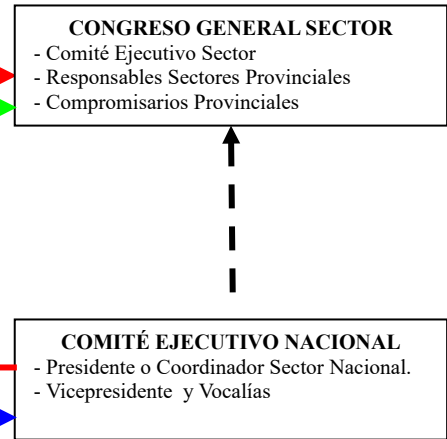 CONGRESO GENERAL SECTOR
- Comité Ejecutivo Sector
- Responsables Sectores Provinciales
- Compromisarios Provinciales
COMITÉ EJECUTIVO NACIONAL
- Presidente o Coordinador Sector Nacional.
- Vicepresidente y Vocalías